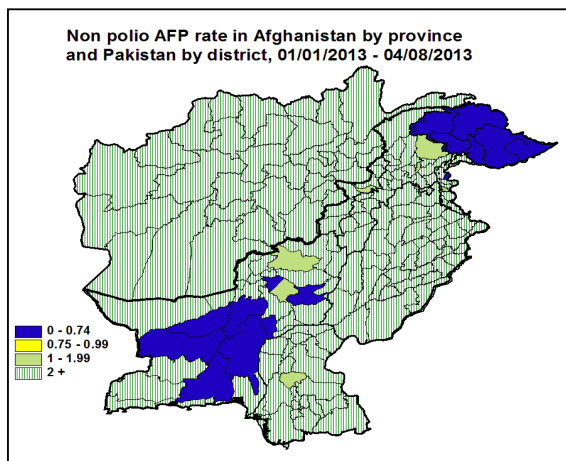 Non polio AFP rate in Afghanistan by province
and Pakistan by district, 01/01/2013 - 04/08/2013
0 - 0.74
0.75 - 0.99
1 - 1.99
2 +